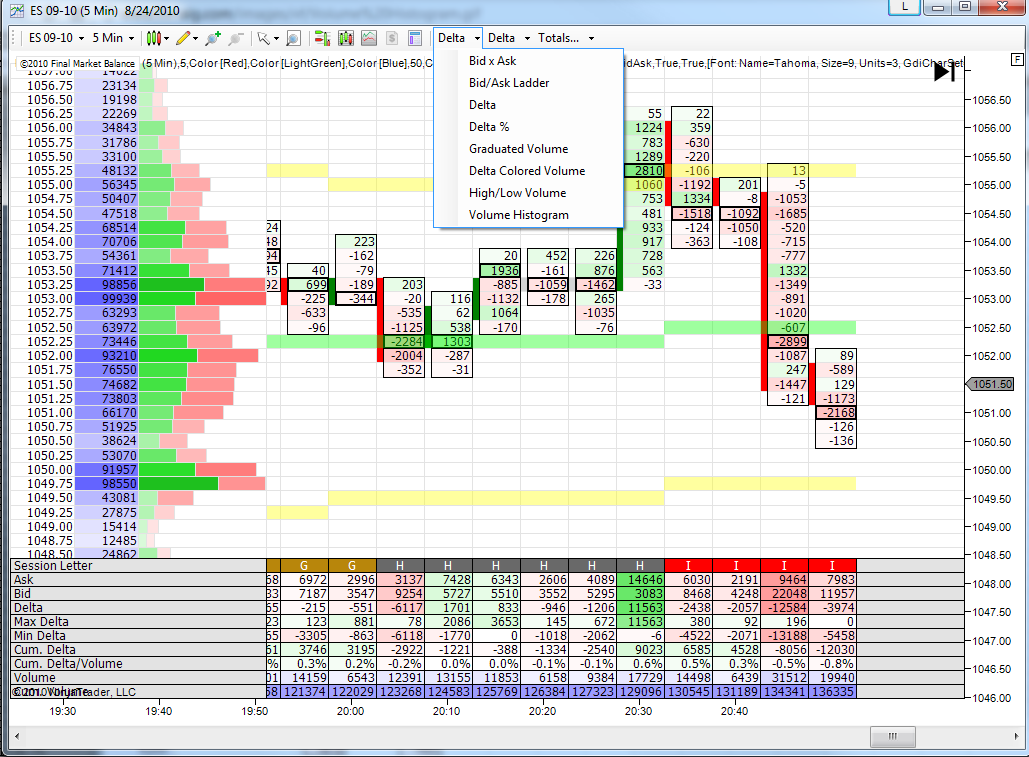 ES 09-10 (5 Min) 8/24/2010
L
ES 09-10 5 Min Delta Delta Totals...
©2010 Final Market Balance (5 Min),5,Color [Red],Color [LightGreen],Color [Blue],50,C
idAsk,True,True,[Font: Name=Tahoma, Size=9, Units=3, GdiCharSet
F
Bid x Ask
Bid/Ask Ladder
Delta
Delta %
Graduated Volume
Delta Colored Volume
High/Low Volume
Volume Histogram
1057.00 14022
1056.75 23134
1056.50 19198 1056.50
1056.25 22269 55 22
1056.00 34843 1224 359 1056.00
1055.75 31786 783 -630
1055.50 33100 1289 -220 1055.50
1055.25 48132 2810 -106 13
1055.00 56345 1060 -1192 201 -5 1055.00
1054.75 50407 753 1334 -8 -1053
1054.50 47518 481 -1518 -1092 -1685 1054.50
1054.25 68514 24 933 -124 -1050 -520
1054.00 70706 48 223 917 -363 -108 -715 1054.00
1053.75 54361 94 -162 20 452 226 728 -777
1053.50 71412 45 40 -79 1936 -161 876 563 1332 1053.50
1053.25 98856 92 699 -189 203 -885 -1059 -1462 -33 -1349
1053.00 99939 -225 -344 -20 116 -1132 -178 265 -891 1053.00
1052.75 63293 -633 -535 62 1064 -1035 -1020
1052.50 63972 -96 -1125 538 -170 -76 -607 1052.50
1052.25 73446 -2284 1303 -2899
1052.00 93210 -2004 -287 -1087 89 1052.00
1051.75 76550 -352 -31 247 -589
1051.50 74682 -1447 129 1051.50
1051.25 73803 -121 -1173
1051.00 66170 -2168 1051.00
1050.75 51925 -126
1050.50 38624 -136 1050.50
1050.25 53070
1050.00 91957 1050.00
1049.75 98550
1049.50 43081 1049.50
1049.25 27875
1049.00 15414 1049.00
1048.75 12485
1048.50 24862 1048.50
Session Letter G G H H H H H H I I I I
Ask 58 6972 2996 3137 7428 6343 2606 4089 14646 6030 2191 9464 7983 1048.00
Bid 33 7187 3547 9254 5727 5510 3552 5295 3083 8468 4248 22048 11957
Delta 65 -215 -551 -6117 1701 833 -946 -1206 11563 -2438 -2057 -12584 -3974 1047.50
Max Delta 23 123 881 78 2086 3653 145 672 11563 380 92 196 0
Min Delta 65 -3305 -863 -6118 -1770 0 -1018 -2062 -6 -4522 -2071 -13188 -5458 1047.00
Cum. Delta 61 3746 3195 -2922 -1221 -388 -1334 -2540 9023 6585 4528 -8056 -12030
Cum. Delta/Volume % 0.3% 0.2% -0.2% 0.0% 0.0% -0.1% -0.1% 0.6% 0.5% 0.3% -0.5% -0.8% 1046.50
Volume 01 14159 6543 12391 13155 11853 6158 9384 17729 14498 6439 31512 19940
Cum. Volume 58 121374 122029 123268 124583 125769 126384 127323 129096 130545 131189 134341 136335 1046.00
©2010 NinjaTrader, LLC
19:30 19:40 19:50 20:00 20:10 20:20 20:30 20:40